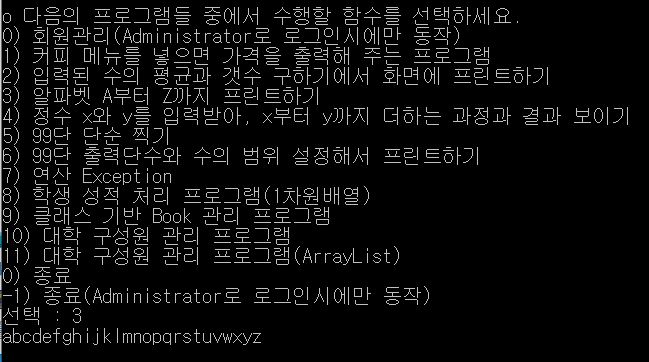 o 다음의 프로그램들 중에서 수행할 함수를 선택하세요.
0) 회원관리(Administrator로 로그인시에만 동작)
1) 커피 메뉴를 넣으면 가격을 출력해 주는 프로그램
2) 입력된 수의 평균과 갯수 구하기에서 화면에 프린트하기
3) 알파벳 A부터 Z까지 프린트하기
4) 정수 x와 y를 입력받아, x부터 y까지 더하는 과정과 결과 보이기
5) 99단 단순 찍기
6) 99단 출력단수와 수의 범위 설정해서 프린트하기
7) 연산 Exception
8) 학생 성적 처리 프로그램(1차원배열)
9) 클래스 기반 Book 관리 프로그램
10) 대학 구성원 관리 프로그램
11) 대학 구성원 관리 프로그램(ArrayList)
0) 종료
-1) 종료(Administrator로 로그인시에만 동작)
선택 : 3
abcdefghijklmnopqrstuvwxyz